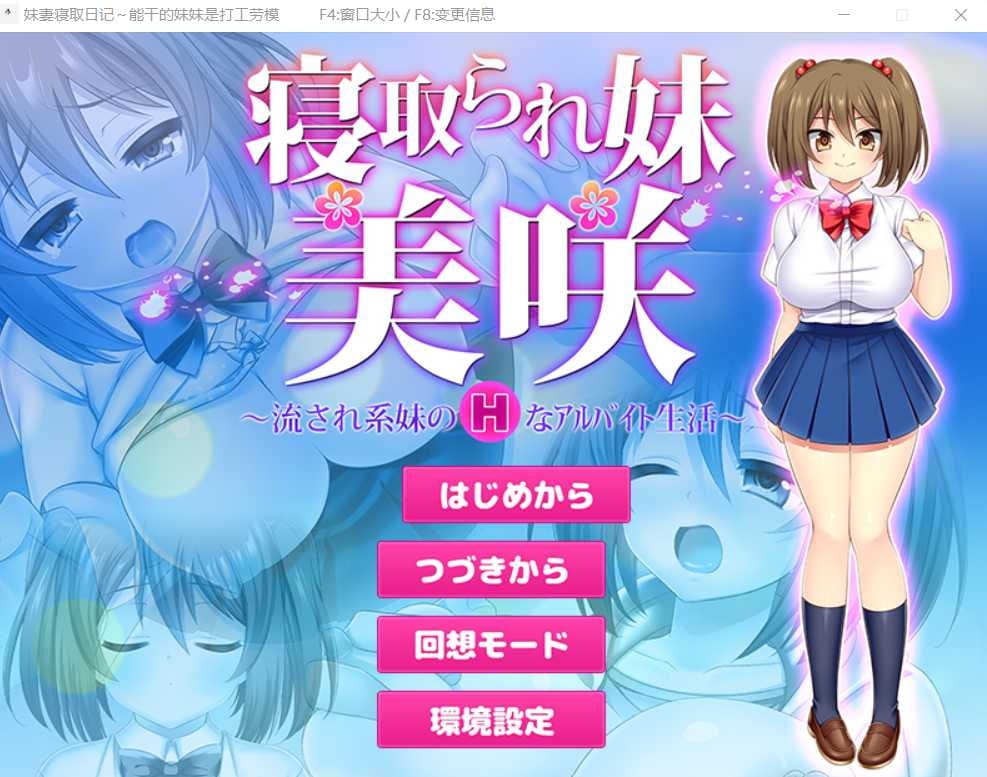 妹妻寝取日记～能干的妹妹是打工劳模 F4:窗口大小 / F8:变更信息
寝取られ妹
美咲
～流され系妹のHなアルバイト生活～
はじめから
つづきから
回想モード
環境設定